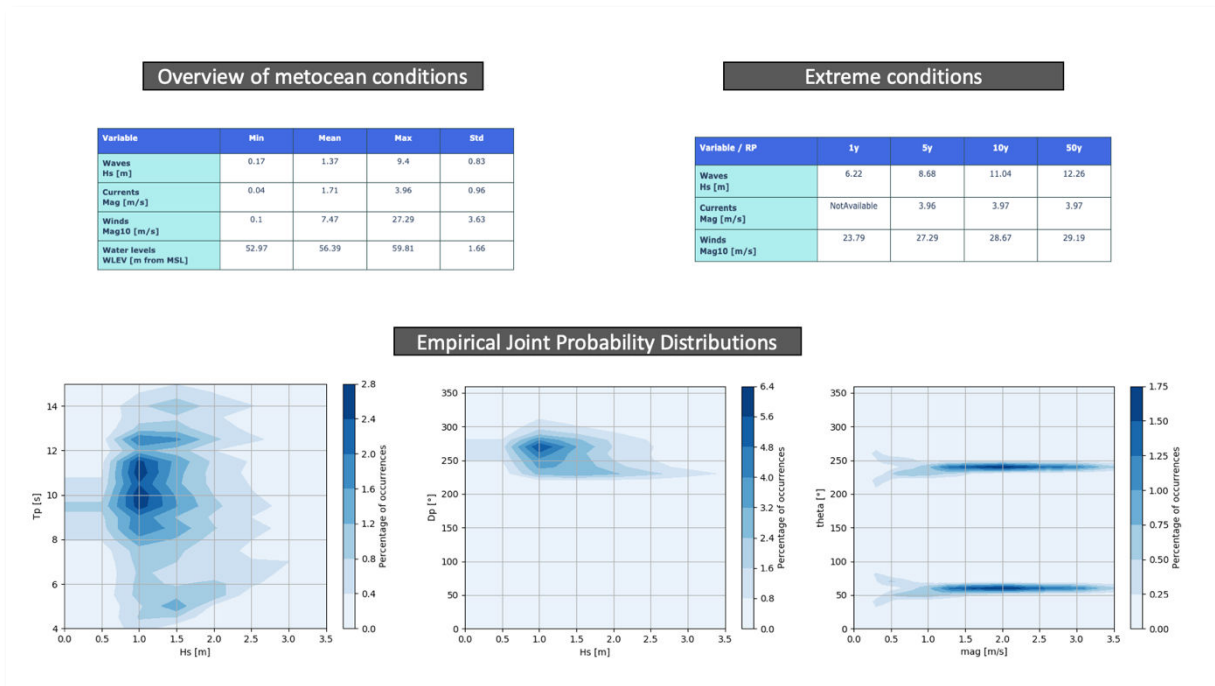 Overview of metocean conditions
Variable Min Mean Max Std
Waves
Hs [m] 0.17 1.37 9.4 0.83
Currents
Mag [m/s] 0.04 1.71 3.96 0.96
Winds
Mag10 [m/s] 0.1 7.47 27.29 3.63
Water levels
WLEV [m from MSL] 52.97 56.39 59.81 1.66
Extreme conditions
Variable / RP 1y 5y 10y 50y
Waves
Hs [m] 6.22 8.68 11.04 12.26
Currents
Mag [m/s] NotAvailable 3.96 3.97 3.97
Winds
Mag10 [m/s] 23.79 27.29 28.67 29.19
Empirical Joint Probability Distributions
Tp [s]
14
12
10
8
6
4
0.0 0.5 1.0 1.5 2.0 2.5 3.0 3.5
Hs [m]
2.8
2.4
2.0
1.6
1.2
0.8
0.4
0.0
Percentage of occurrences
Dp [°]
350
300
250
200
150
100
50
0
0.0 0.5 1.0 1.5 2.0 2.5 3.0 3.5
Hs [m]
6.4
5.6
4.8
4.0
3.2
2.4
1.6
0.8
0.0
Percentage of occurrences
theta [°]
350
300
250
200
150
100
50
0
0.0 0.5 1.0 1.5 2.0 2.5 3.0 3.5
mag [m/s]
1.75
1.50
1.25
1.00
0.75
0.50
0.25
0.00
Percentage of occurrences